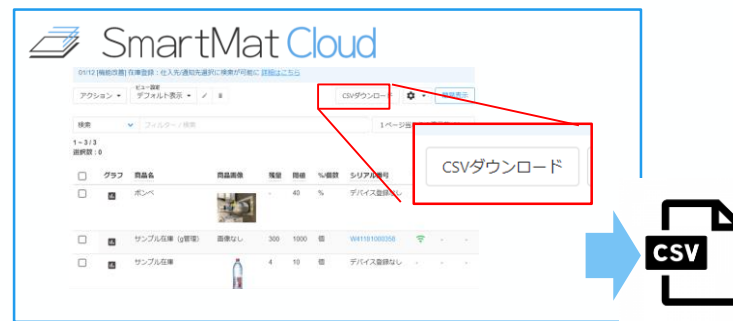 SmartMat Cloud
01/12 [機能改善] 在庫登録：仕入先/通知先選択に検索が可能に 詳細はこちら
ビュー設定
アクション デフォルト表示 CSVダウンロード
検索 フィルター / 検索 1ページ
CSVダウンロード
1 ~ 3 / 3
選択数 : 0
グラフ 商品名 商品画像 残量 閾値 %/個数 シリアル番号
ボンベ - 40 % デバイス登録なし
サンプル在庫 (g管理) 画像なし 300 1000 個 W41181000358 - -
サンプル在庫 4 10 個 デバイス登録なし - - -
CSV